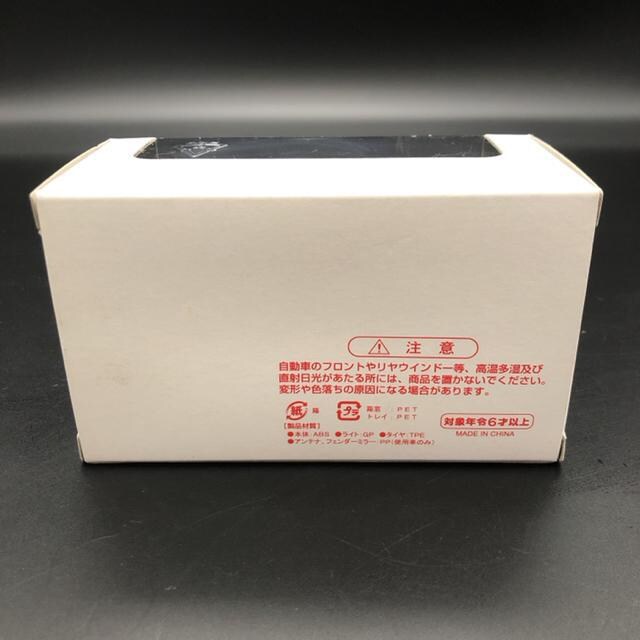 ⚠ 注意
自動車のフロントやリヤウインドー等、高温多湿及び
直射日光があたる所には、商品を置かないでください。
変形や色落ちの原因になる場合があります。
紙 箱 プラ 箱窓 : PET
トレイ : PET
【製品材質】
●本体:ABS ●ライト:GP ●タイヤ:TPE
●アンテナ、フェンダーミラー:PP(使用車のみ)
対象年令6才以上
MADE IN CHINA